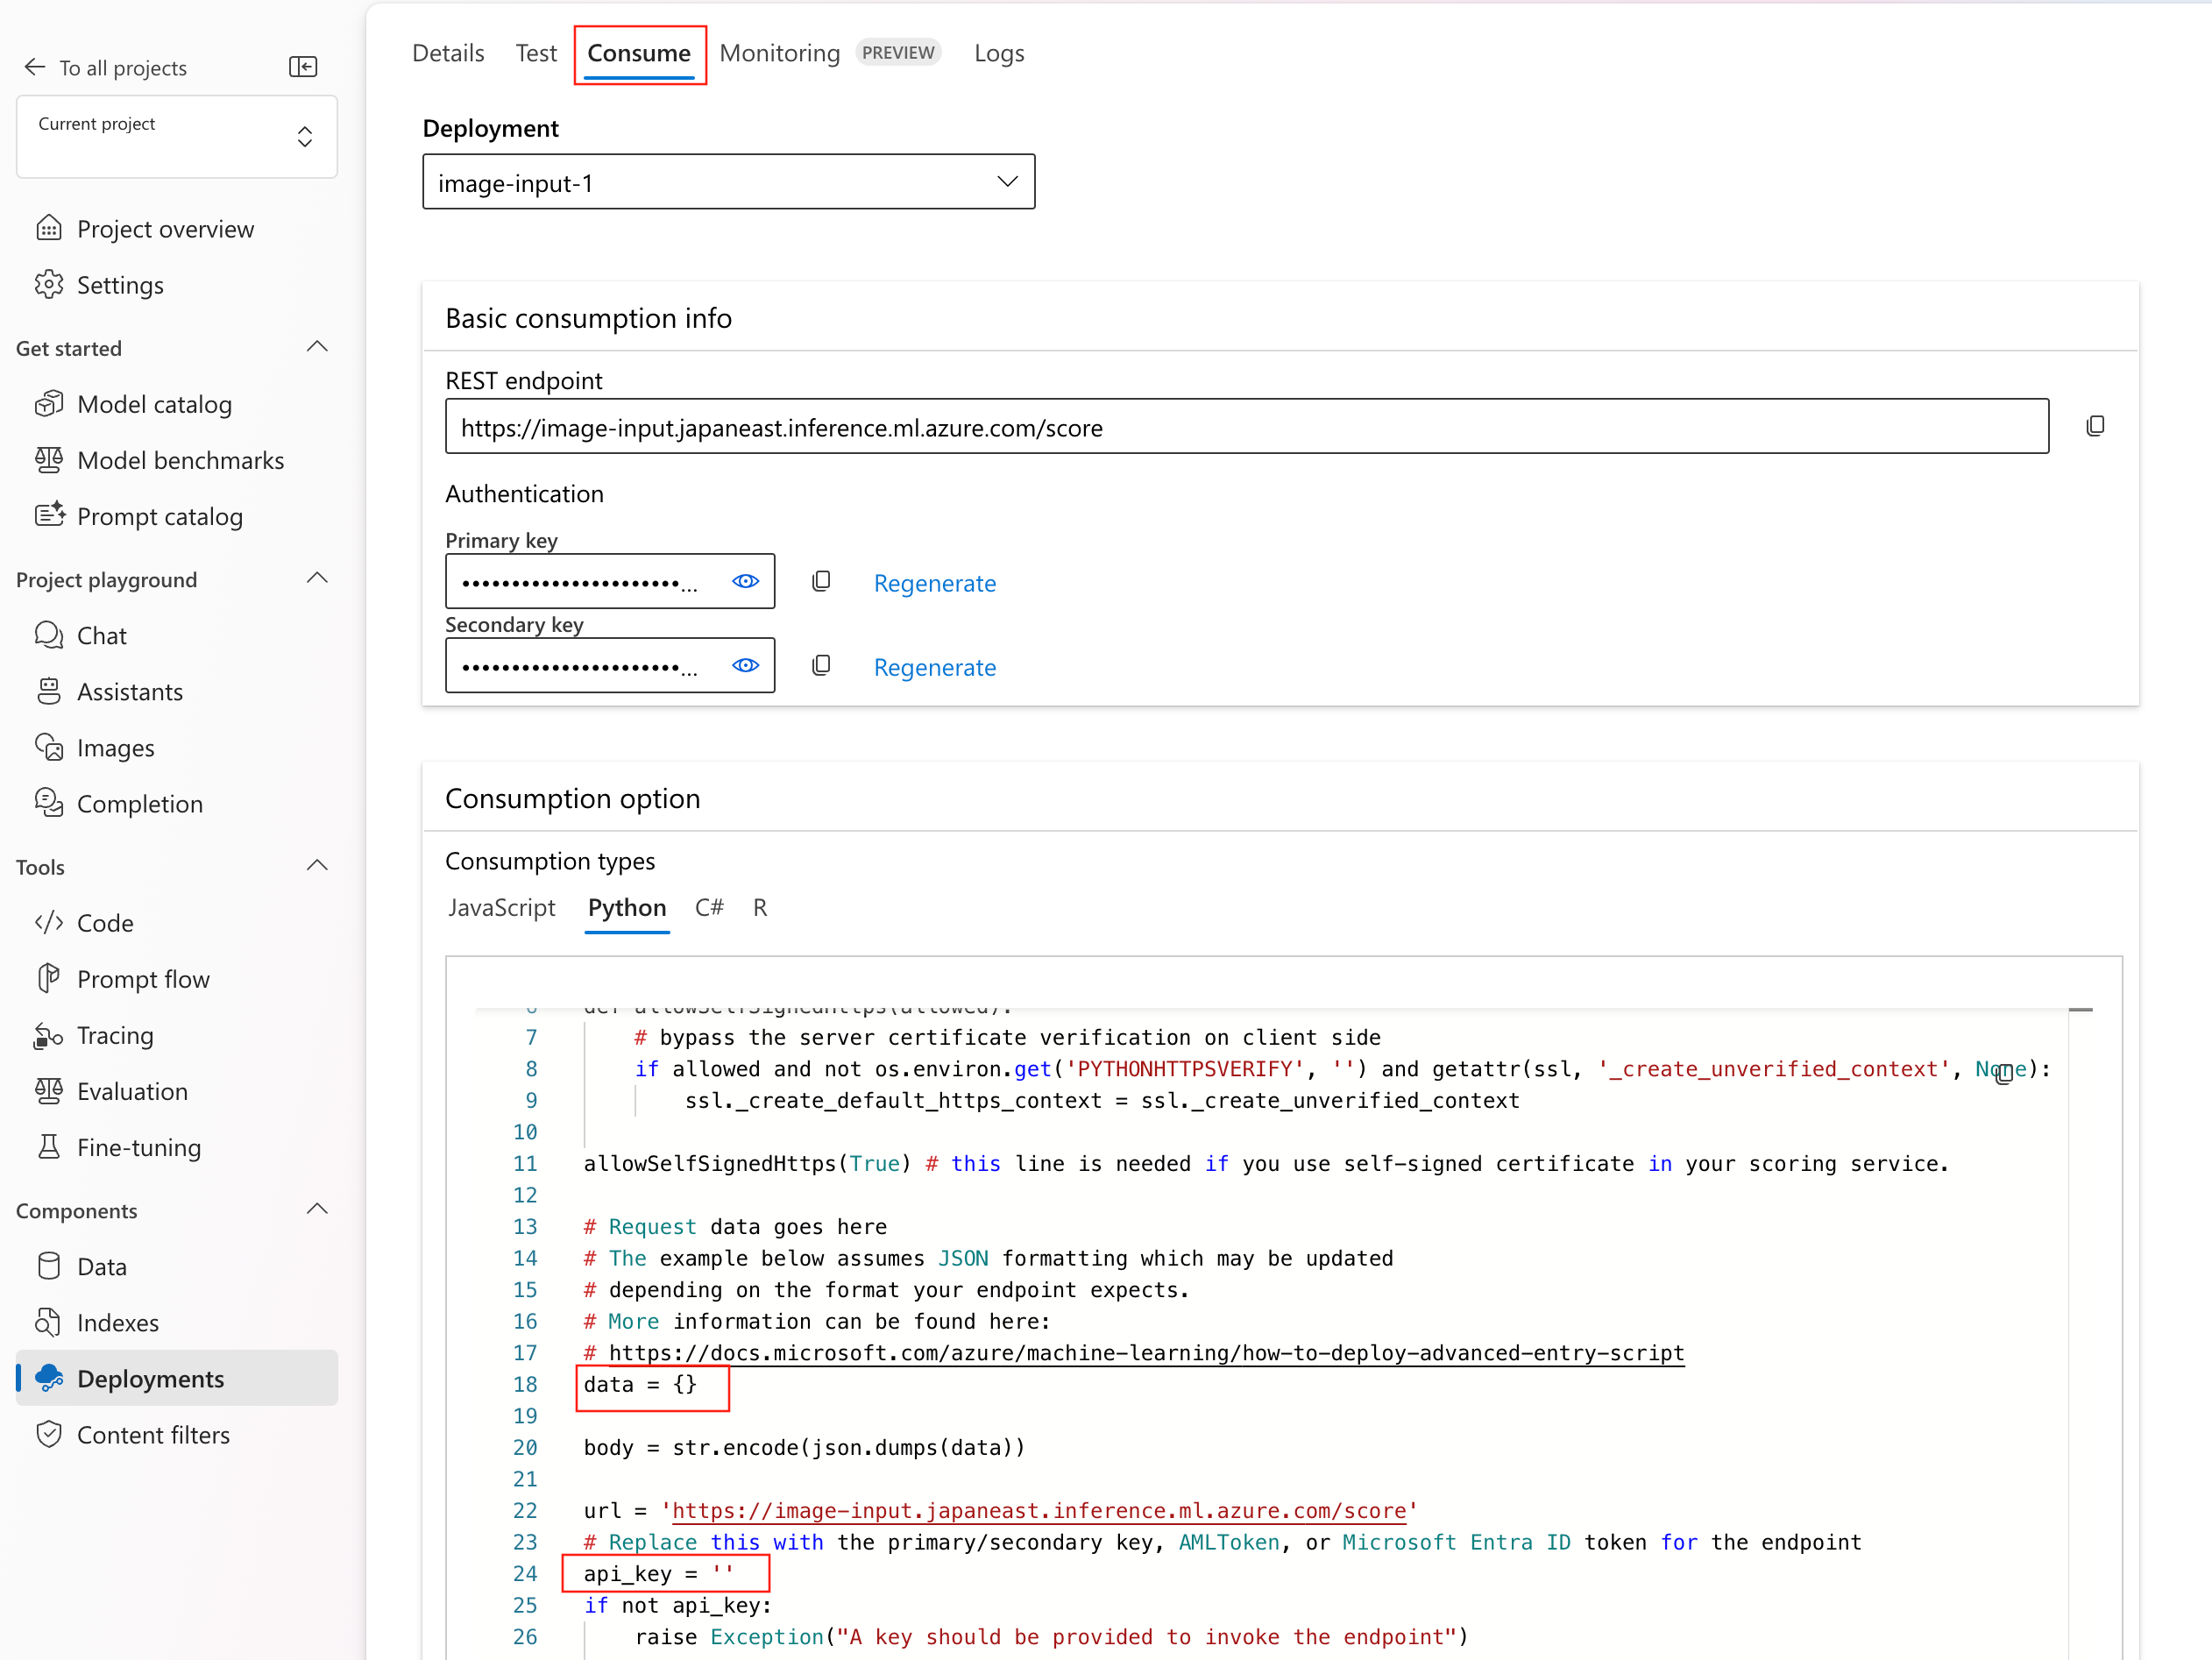 To all projects
Current project
Project overview
Settings
Get started
Model catalog
Model benchmarks
Prompt catalog
Project playground
Chat
Assistants
Images
Completion
Tools
Code
Prompt flow
Tracing
Evaluation
Fine-tuning
Components
Data
Indexes
Deployments
Content filters
Details Test Consume Monitoring PREVIEW Logs
Deployment
image-input-1
Basic consumption info
REST endpoint
https://image-input.japaneast.inference.ml.azure.com/score
Authentication
Primary key
••••••••••••••••••••••... Regenerate
Secondary key
••••••••••••••••••••••... Regenerate
Consumption option
Consumption types
JavaScript Python C# R
6 def allowSelfSignedHttps(allowed):
7 # bypass the server certificate verification on client side
8 if allowed and not os.environ.get('PYTHONHTTPSVERIFY', '') and getattr(ssl, '_create_unverified_context', None):
9 ssl._create_default_https_context = ssl._create_unverified_context
10
11 allowSelfSignedHttps(True) # this line is needed if you use self-signed certificate in your scoring service.
12
13 # Request data goes here
14 # The example below assumes JSON formatting which may be updated
15 # depending on the format your endpoint expects.
16 # More information can be found here:
17 # https://docs.microsoft.com/azure/machine-learning/how-to-deploy-advanced-entry-script
18 data = {}
19
20 body = str.encode(json.dumps(data))
21
22 url = 'https://image-input.japaneast.inference.ml.azure.com/score'
23 # Replace this with the primary/secondary key, AMLToken, or Microsoft Entra ID token for the endpoint
24 api_key = ''
25 if not api_key:
26 raise Exception("A key should be provided to invoke the endpoint")